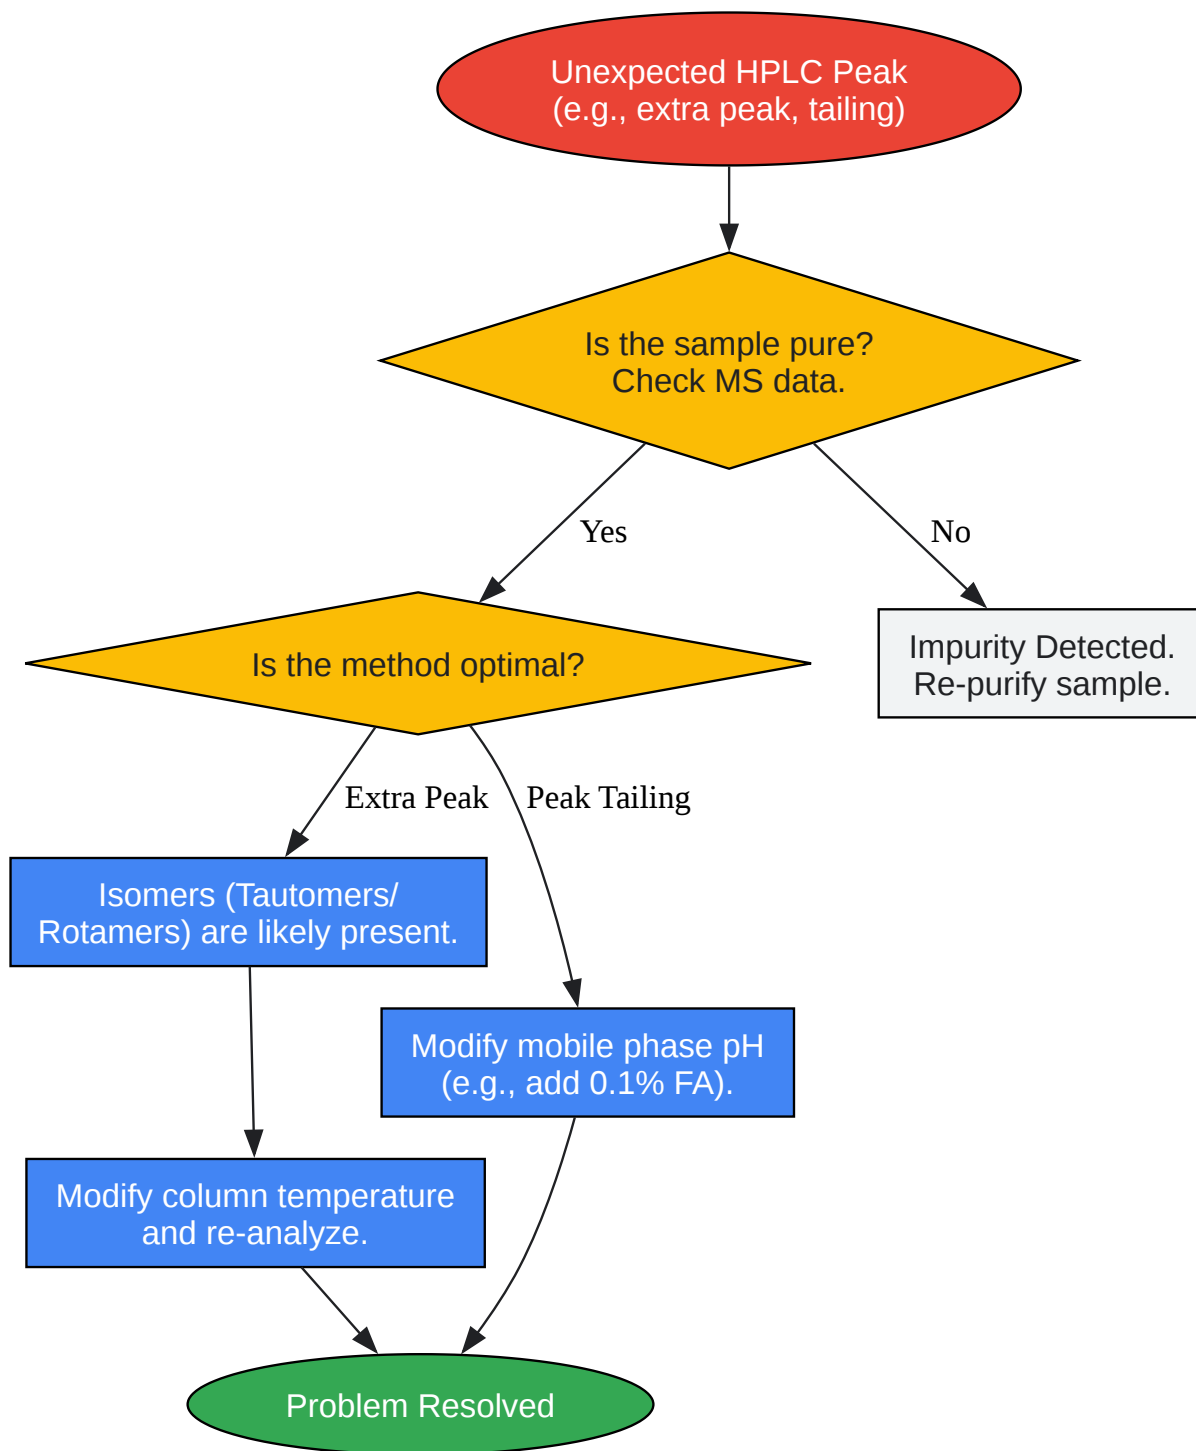 Unexpected HPLC Peak
(e.g., extra peak, tailing)
Is the sample pure?
Check MS data.
Yes
No
Is the method optimal?
Impurity Detected.
Re-purify sample.
Extra Peak
Peak Tailing
Isomers (Tautomers/
Rotamers) are likely present.
Modify mobile phase pH
(e.g., add 0.1% FA).
Modify column temperature
and re-analyze.
Problem Resolved